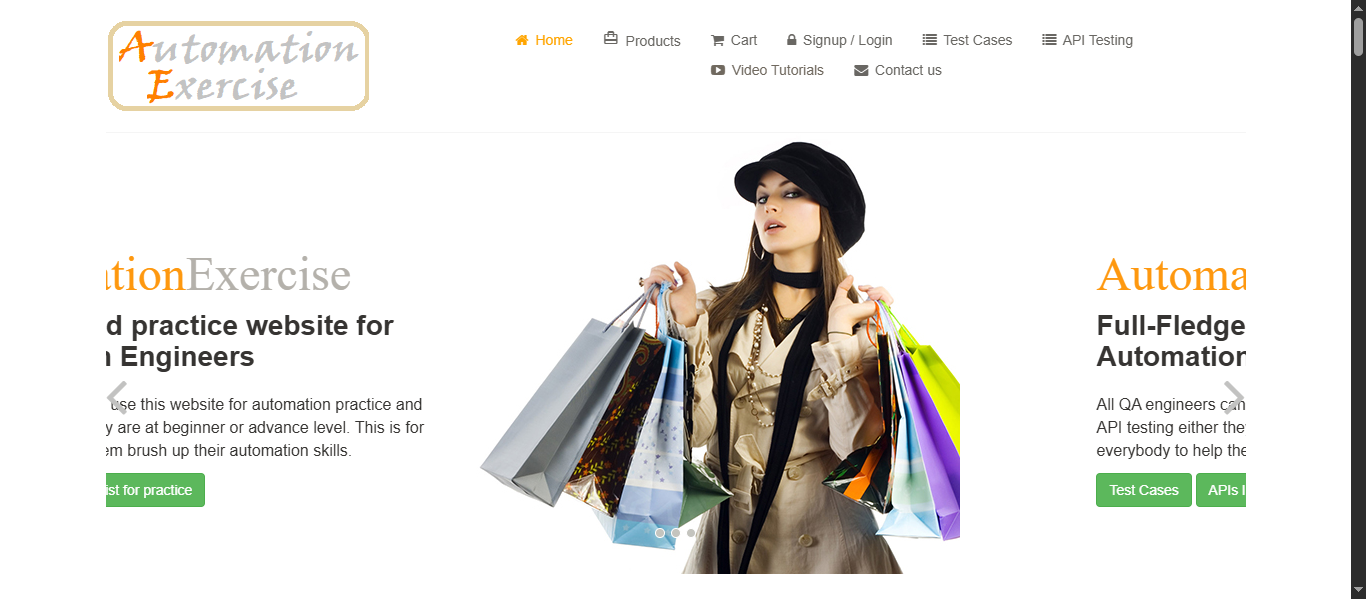 Automation
Exercise
Home
Products
Cart
Signup / Login
Test Cases
API Testing
Video Tutorials
Contact us
ationExercise
d practice website for
n Engineers
use this website for automation practice and
y are at beginner or advance level. This is for
em brush up their automation skills.
ist for practice
Automa
Full-Fledge
Automation
All QA engineers can
API testing either they
everybody to help the
Test Cases
APIs l